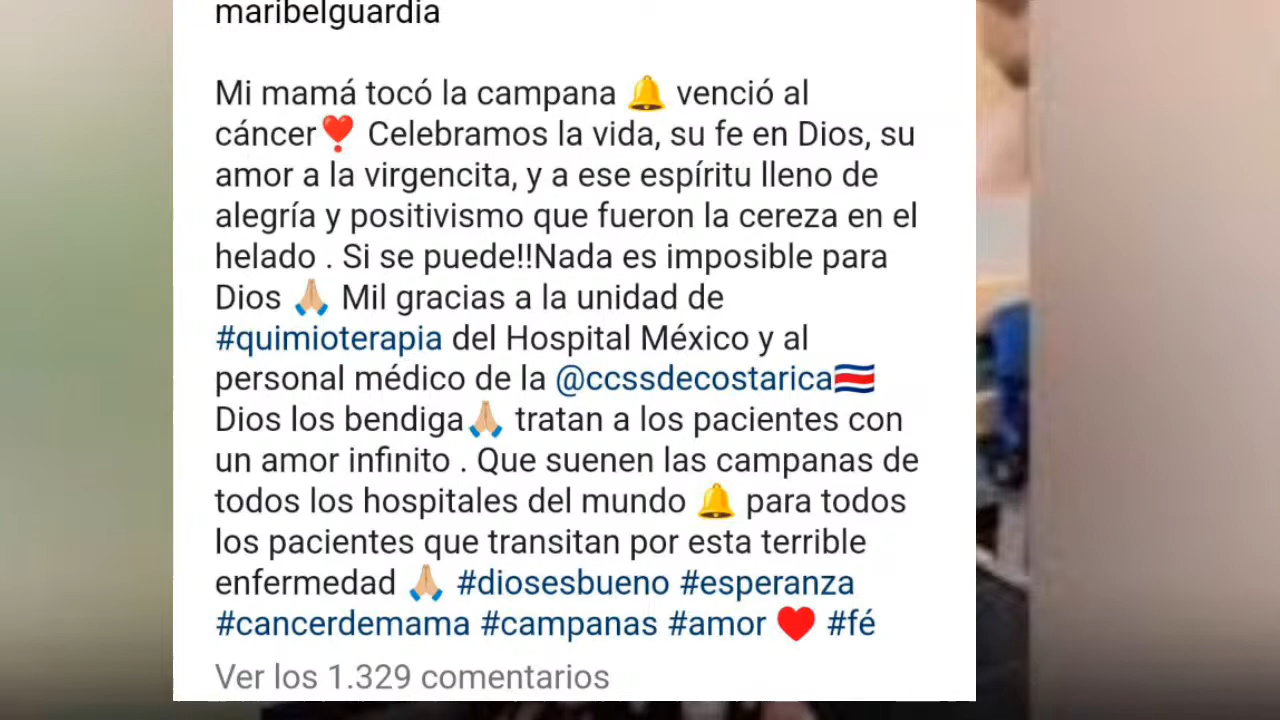 maribelguardia
Mi mamá tocó la campana 🔔 venció al
cáncer❣️ Celebramos la vida, su fe en Dios, su
amor a la virgencita, y a ese espíritu lleno de
alegría y positivismo que fueron la cereza en el
helado . Si se puede!!Nada es imposible para
Dios 🙏🏼 Mil gracias a la unidad de
#quimioterapia del Hospital México y al
personal médico de la @ccssdecostarica🇨🇷
Dios los bendiga🙏🏼 tratan a los pacientes con
un amor infinito . Que suenen las campanas de
todos los hospitales del mundo 🔔 para todos
los pacientes que transitan por esta terrible
enfermedad 🙏🏼 #diosesbueno #esperanza
#cancerdemama #campanas #amor ♥️ #fé
Ver los 1.329 comentarios